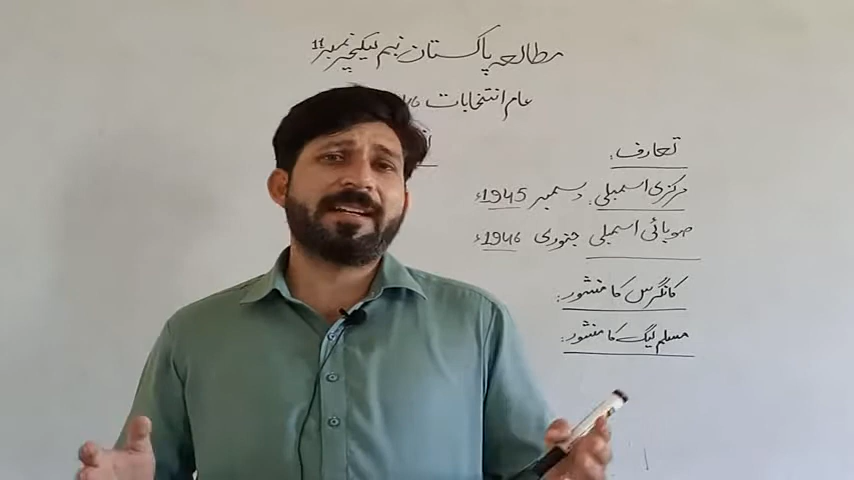 مطالعہ پاکستان نہم لیکچر نمبر 11
عام انتخابات
تعارف:
مرکزی اسمبلی: دسمبر 1945ء
صوبائی اسمبلی جنوری 1946ء
کانگرس کا منشور:
مسلم لیگ کا منشور: